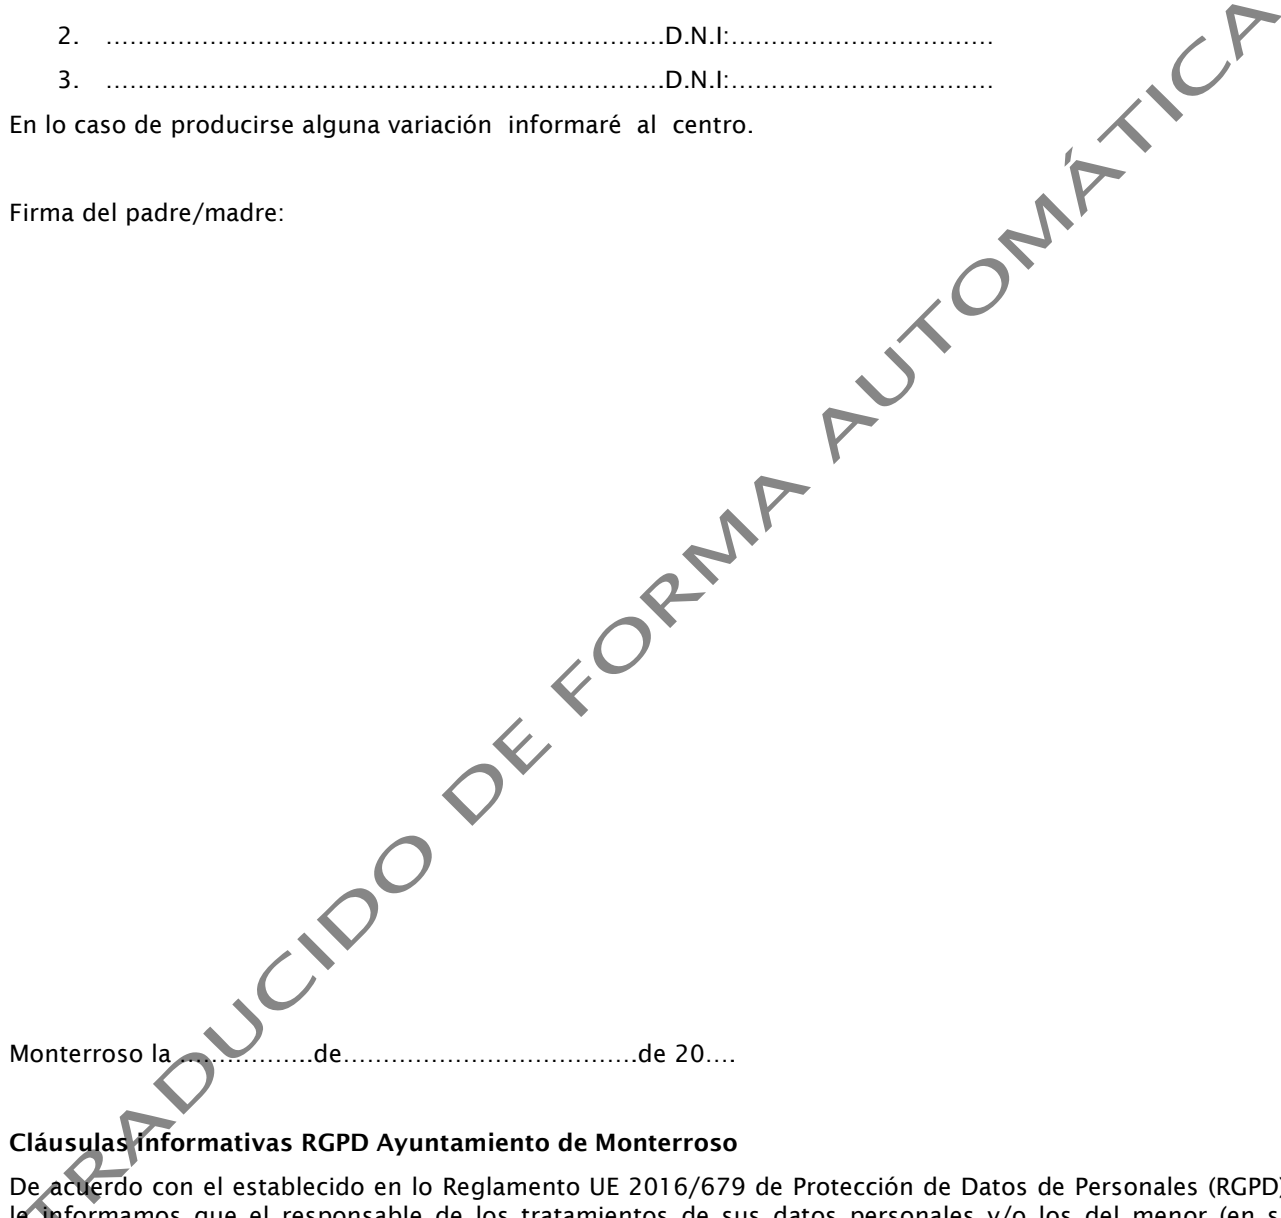 2. ……………………………………………………………..D.N.I:……………………………
3. ……………………………………………………………..D.N.I:……………………………
En lo caso de producirse alguna variación informaré al centro.
Firma del padre/madre:
Monterroso la ……………..de……………………………….de 20….
Cláusulas informativas RGPD Ayuntamiento de Monterroso
De acuerdo con el establecido en lo Reglamento UE 2016/679 de Protección de Datos de Personales (RGPD)
le informamos que el responsable de los tratamientos de sus datos personales y/o los del menor (en s
TRADUCIDO DE FORMA AUTOMÁTICA